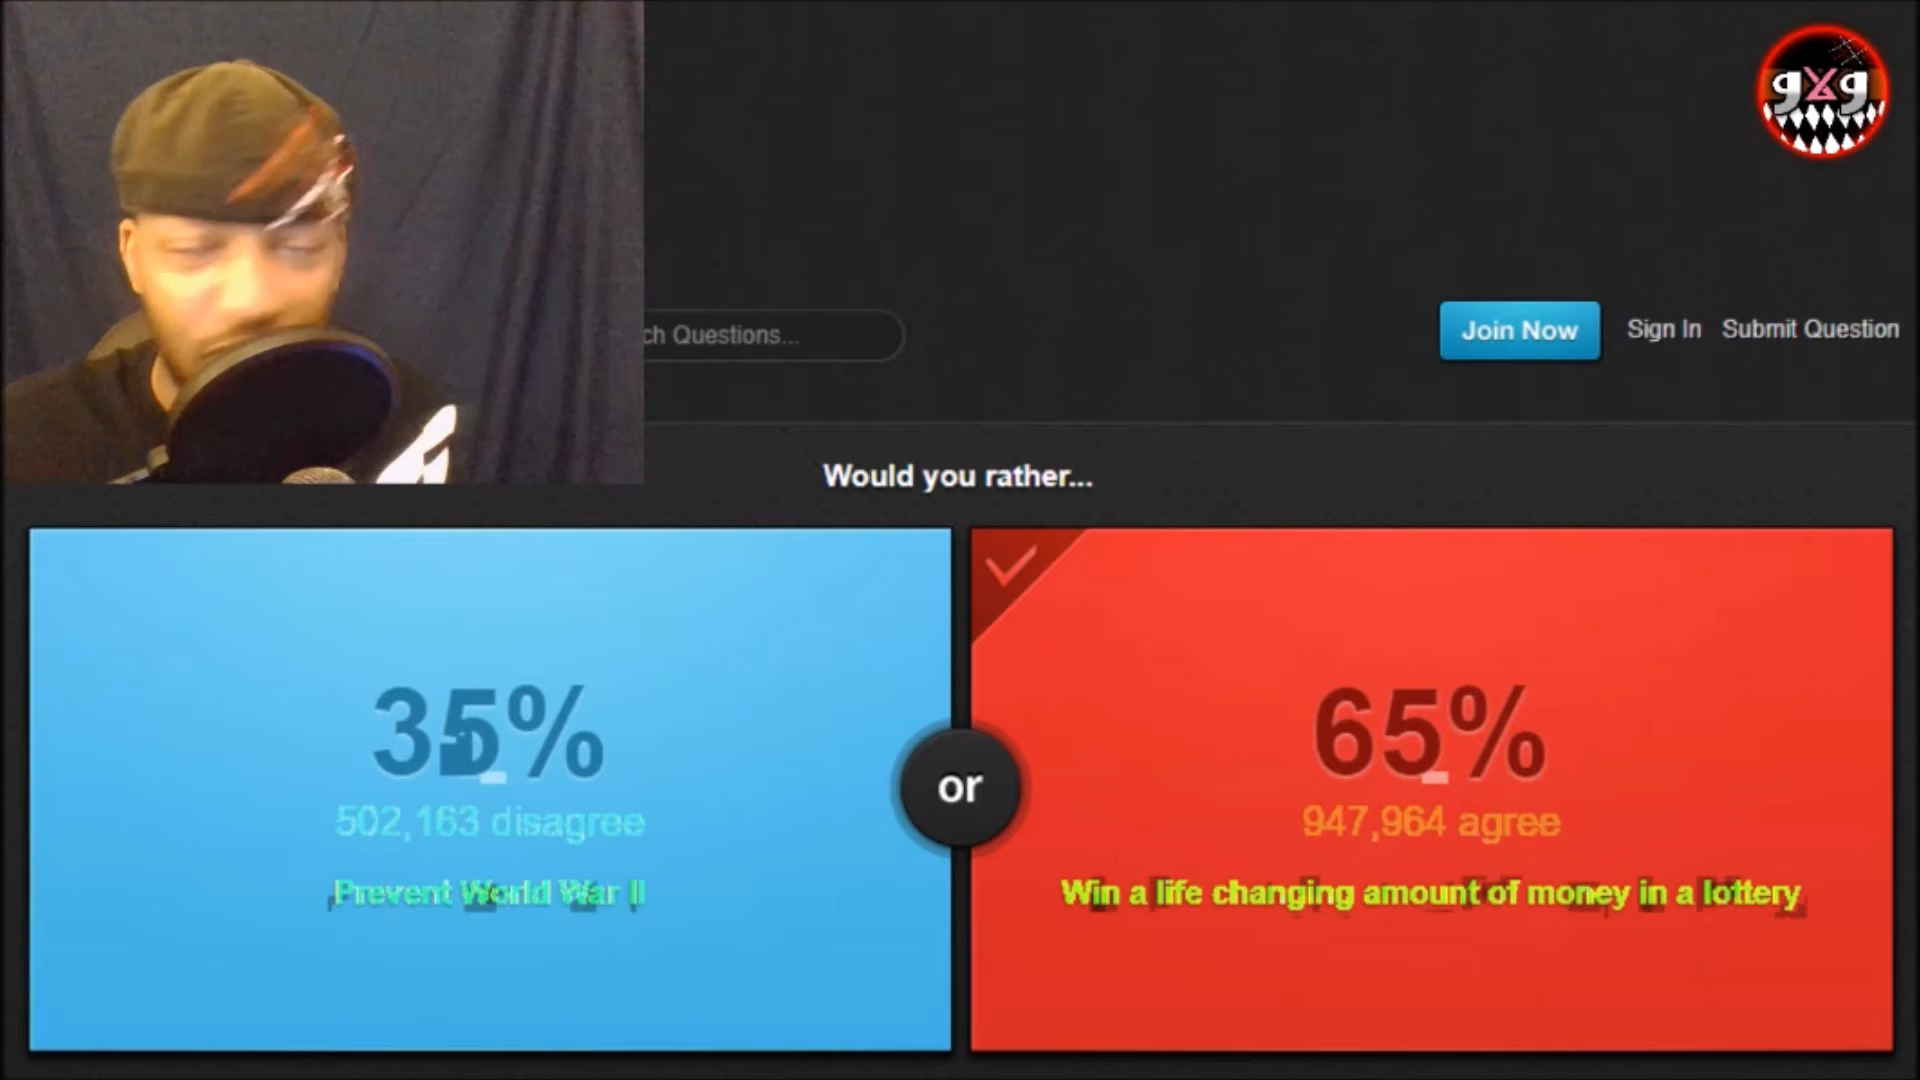 gxg
ch Questions...
Join Now
Sign In
Submit Question
Would you rather...
35%
502,163 disagree
Prevent World War II
or
65%
947,964 agree
Win a life changing amount of money in a lottery